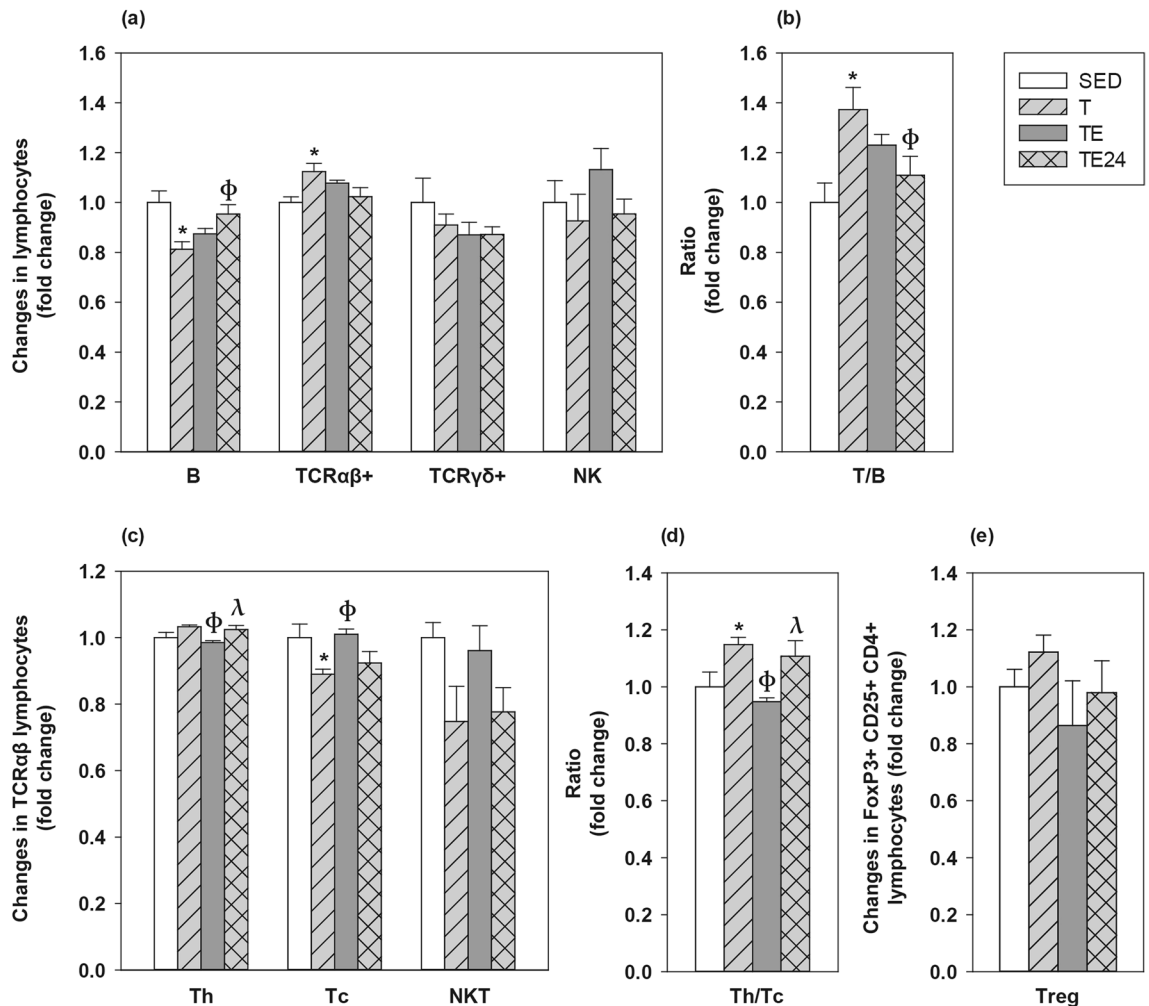 (a)
Changes in lymphocytes
(fold change)
1.6
1.4
1.2
1.0
0.8
0.6
0.4
0.2
0.0
*
Φ
*
B
TCRαβ+
TCRγδ+
NK
(b)
Ratio
(fold change)
1.6
1.4
1.2
1.0
0.8
0.6
0.4
0.2
0.0
*
Φ
T/B
SED
T
TE
TE24
(c)
Changes in TCRαβ lymphocytes
(fold change)
1.2
1.0
0.8
0.6
0.4
0.2
0.0
Φ
λ
*
Φ
Th
Tc
NKT
(d)
Ratio
(fold change)
1.4
1.2
1.0
0.8
0.6
0.4
0.2
0.0
*
Φ
λ
Th/Tc
(e)
Changes in FoxP3+ CD25+ CD4+
lymphocytes (fold change)
1.4
1.2
1.0
0.8
0.6
0.4
0.2
0.0
Treg